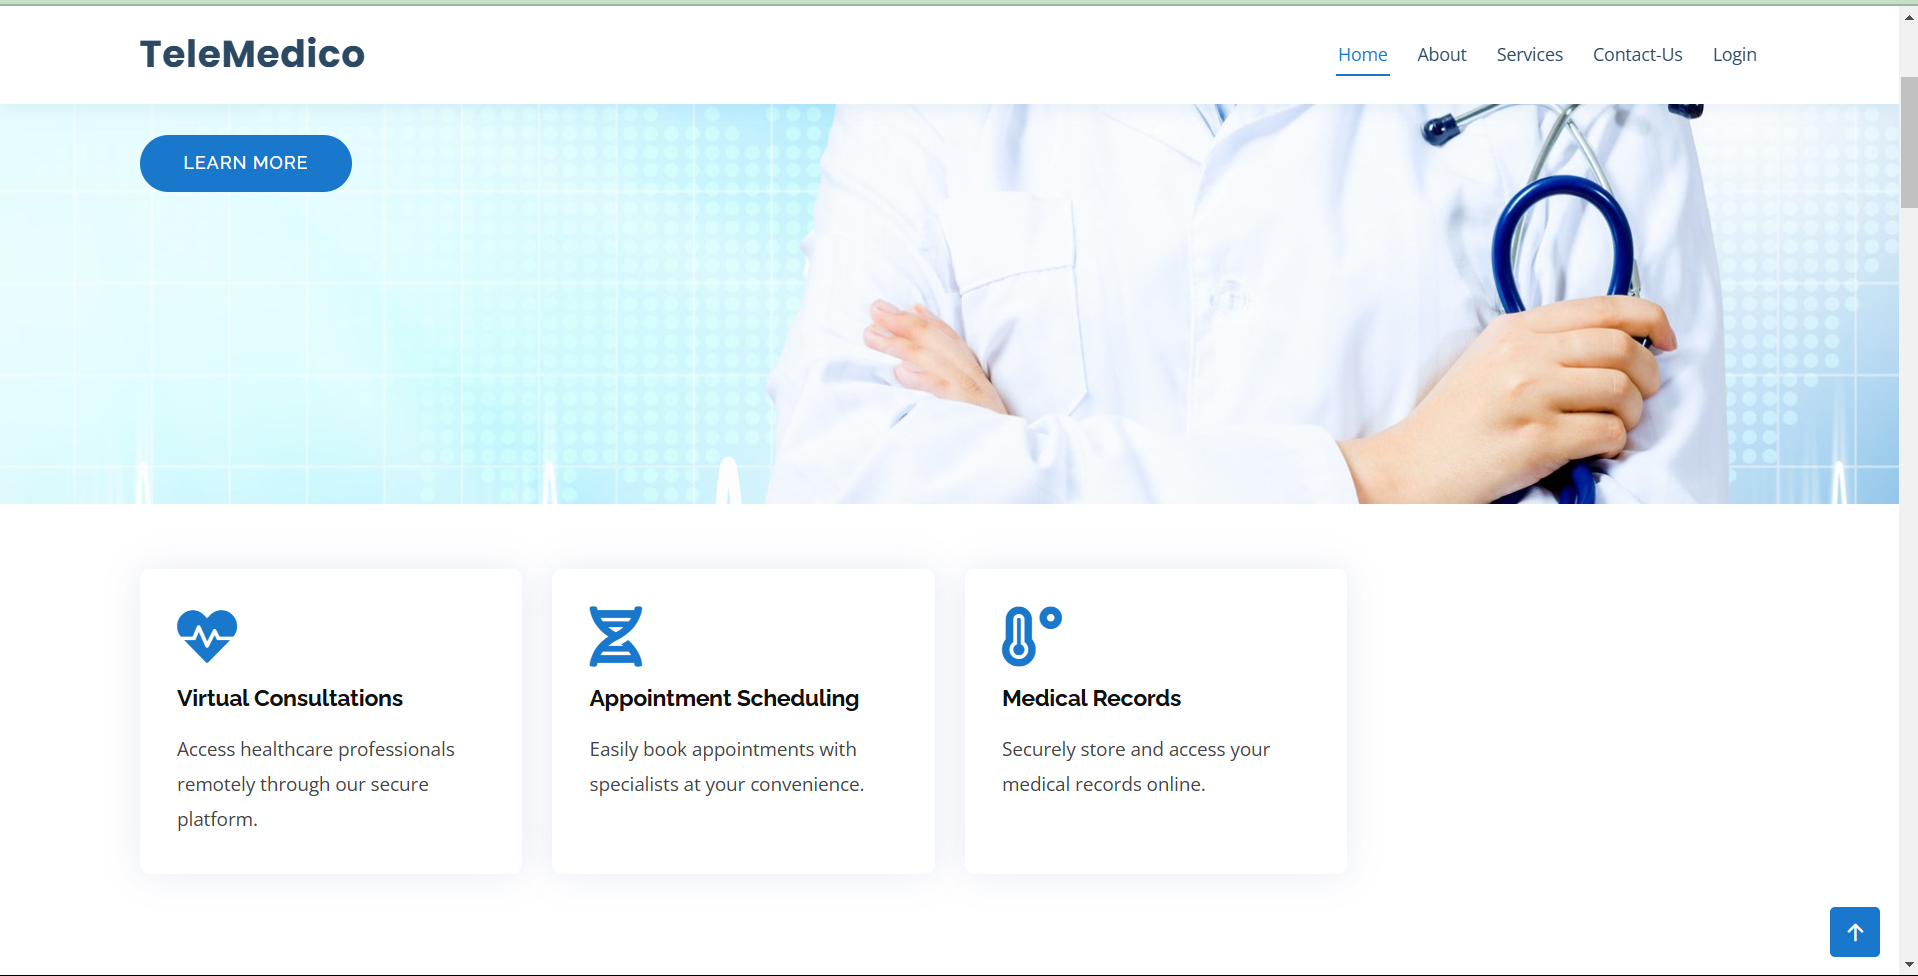 TeleMedico
Home About Services Contact-Us Login
LEARN MORE
Virtual Consultations
Access healthcare professionals
remotely through our secure
platform.
Appointment Scheduling
Easily book appointments with
specialists at your convenience.
Medical Records
Securely store and access your
medical records online.